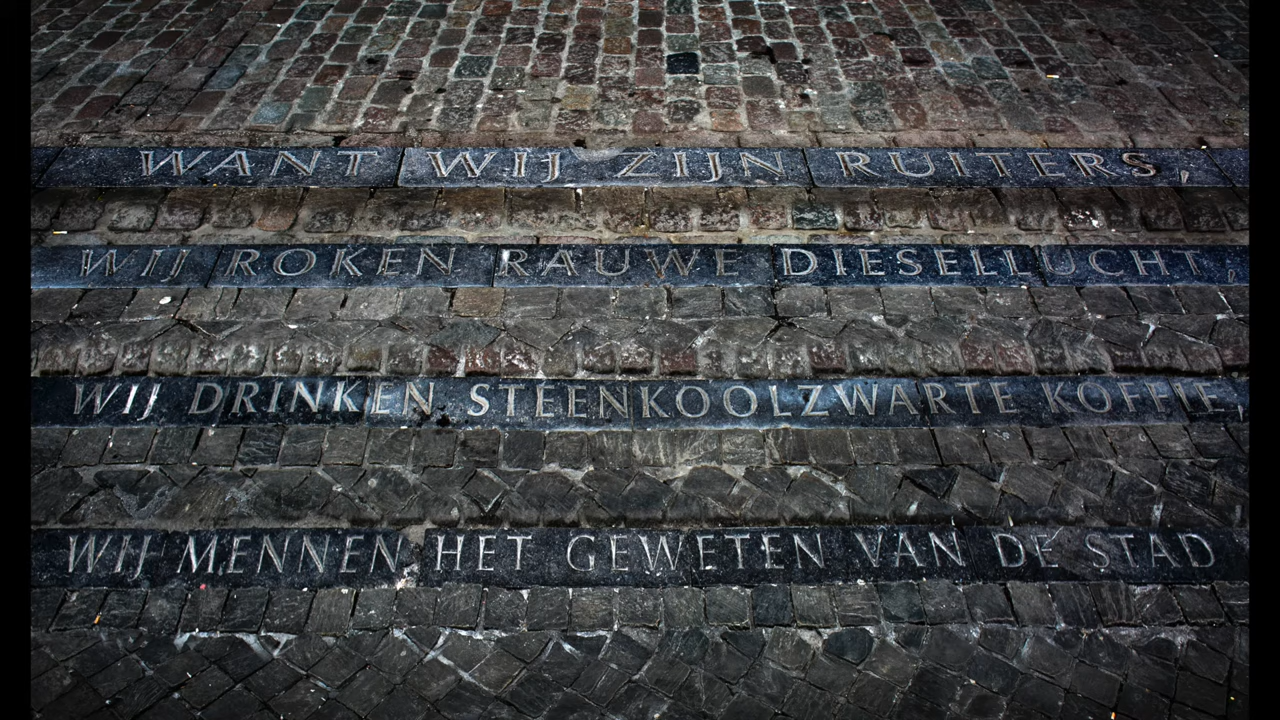 WANT WIJ ZIJN RUITERS,
WIJ ROKEN RAUWE DIESELLUCHT,
WIJ DRINKEN STEENKOOLZWARTE KOFFIE,
WIJ MENNEN HET GEWETEN VAN DE STAD